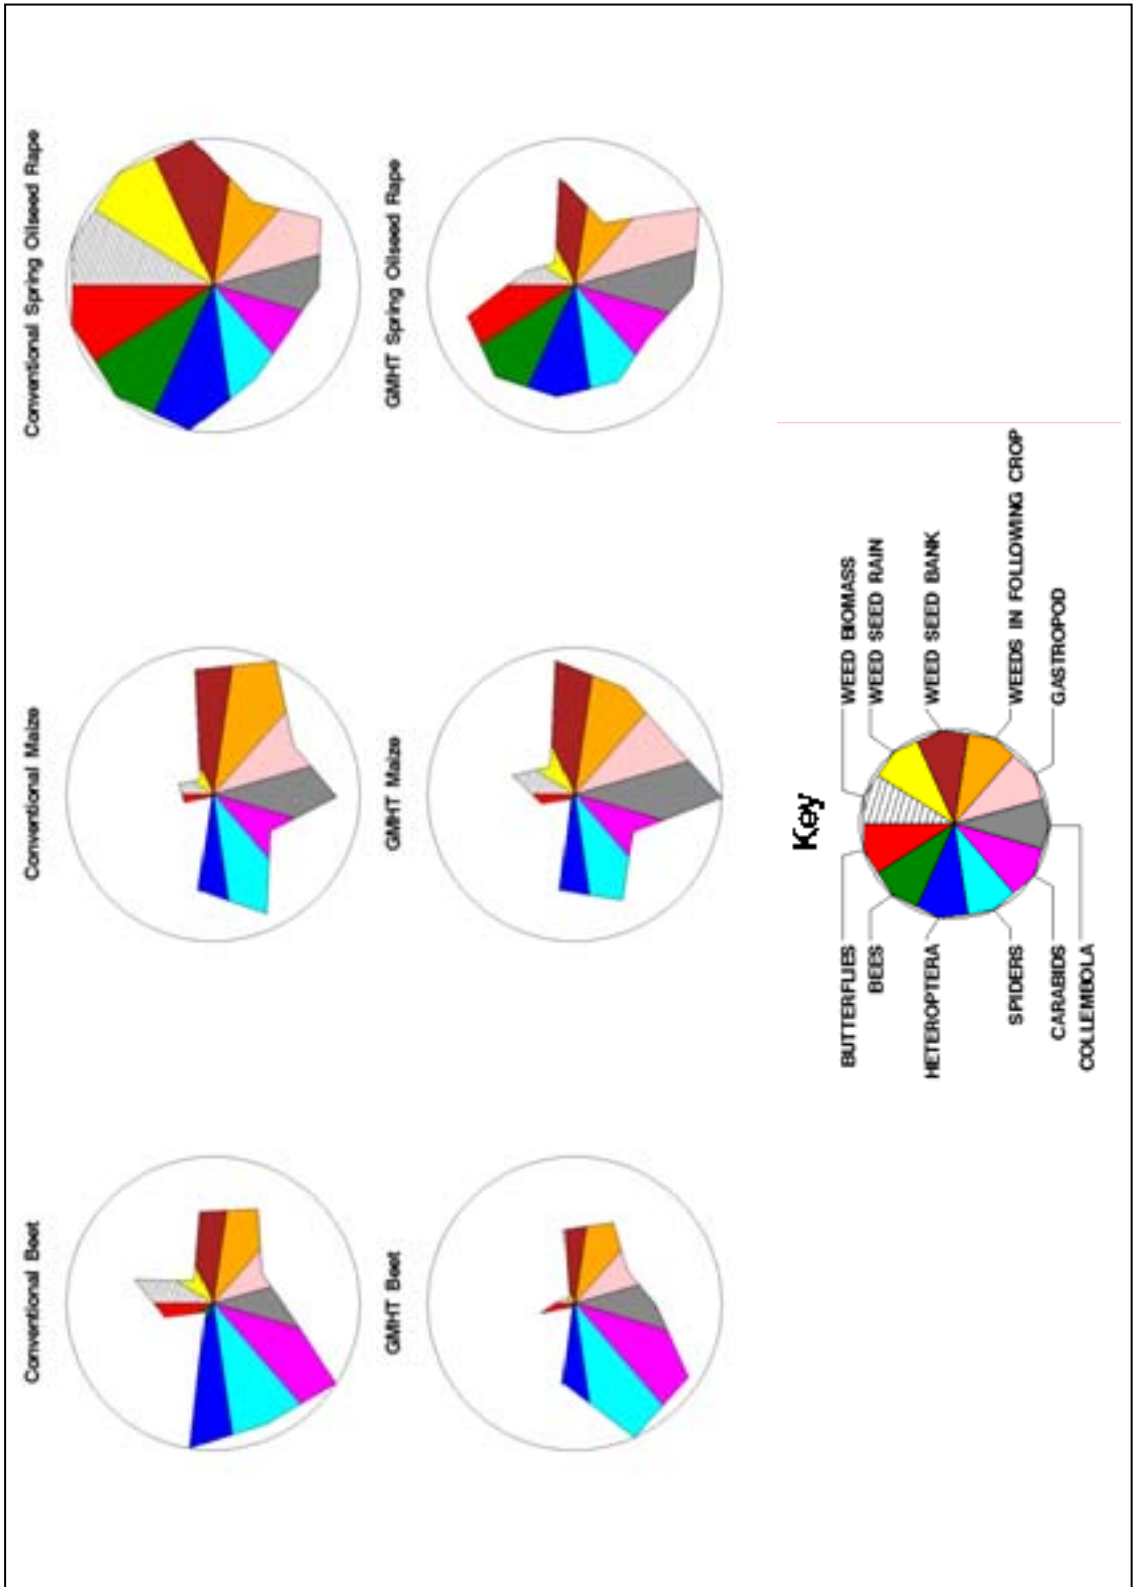 Conventional Beet
Conventional Maize
Conventional Spring Oilseed Rape
GMHT Beet
GMHT Maize
GMHT Spring Oilseed Rape
Key
BUTTERFLIES
BEES
HETEROPTERA
SPIDERS
CARABIDS
COLLEMBOLA
WEED BIOMASS
WEED SEED RAIN
WEED SEED BANK
WEEDS IN FOLLOWING CROP
GASTROPOD